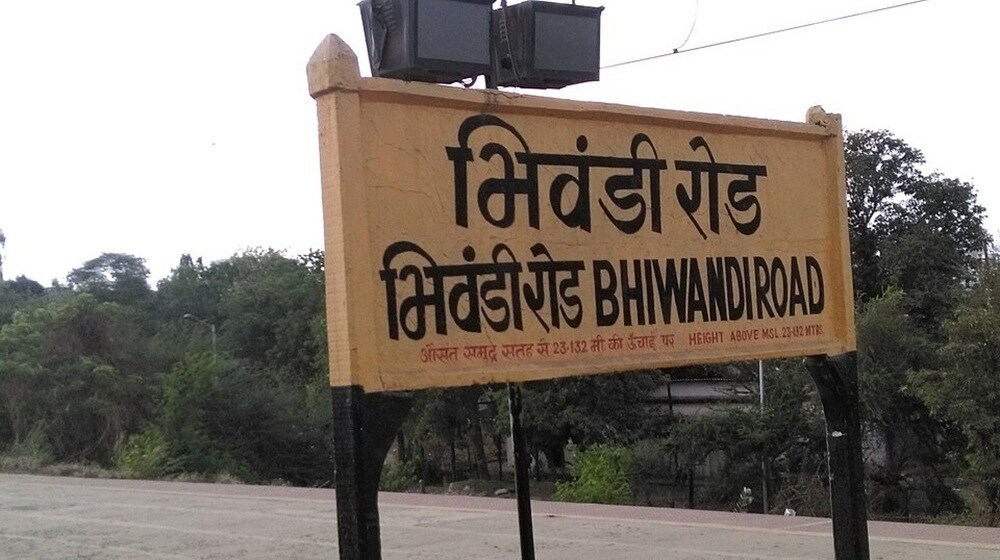 भिवंडी रोड
भिवंडी रोड BHIWANDI ROAD
औसत समुद्र सतह से 23·132 मी की ऊँचाई पर HEIGHT ABOVE MSL 23·132 MTRS.